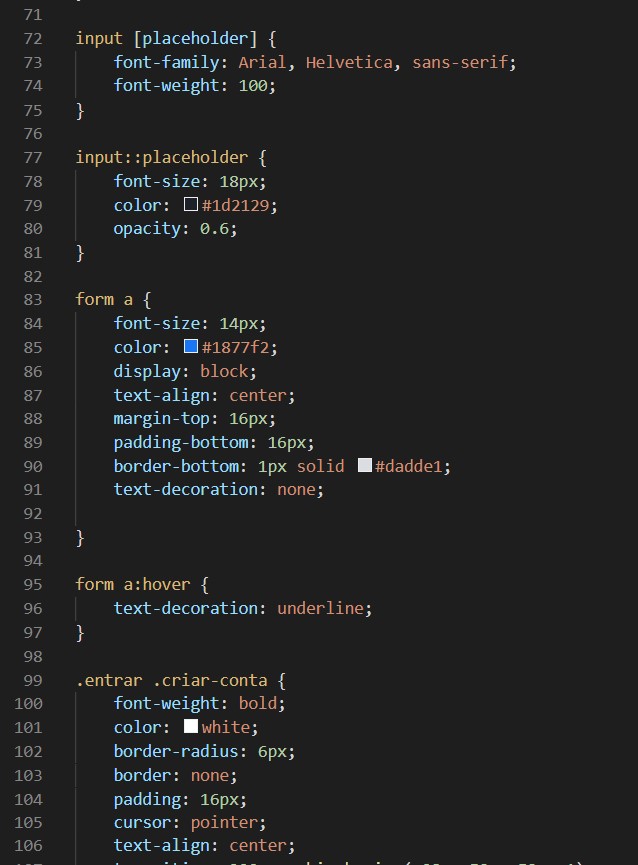 71
72 input [placeholder] {
73 font-family: Arial, Helvetica, sans-serif;
74 font-weight: 100;
75 }
76
77 input::placeholder {
78 font-size: 18px;
79 color: #1d2129;
80 opacity: 0.6;
81 }
82
83 form a {
84 font-size: 14px;
85 color: #1877f2;
86 display: block;
87 text-align: center;
88 margin-top: 16px;
89 padding-bottom: 16px;
90 border-bottom: 1px solid #dadde1;
91 text-decoration: none;
92
93 }
94
95 form a:hover {
96 text-decoration: underline;
97 }
98
99 .entrar .criar-conta {
100 font-weight: bold;
101 color: white;
102 border-radius: 6px;
103 border: none;
104 padding: 16px;
105 cursor: pointer;
106 text-align: center;